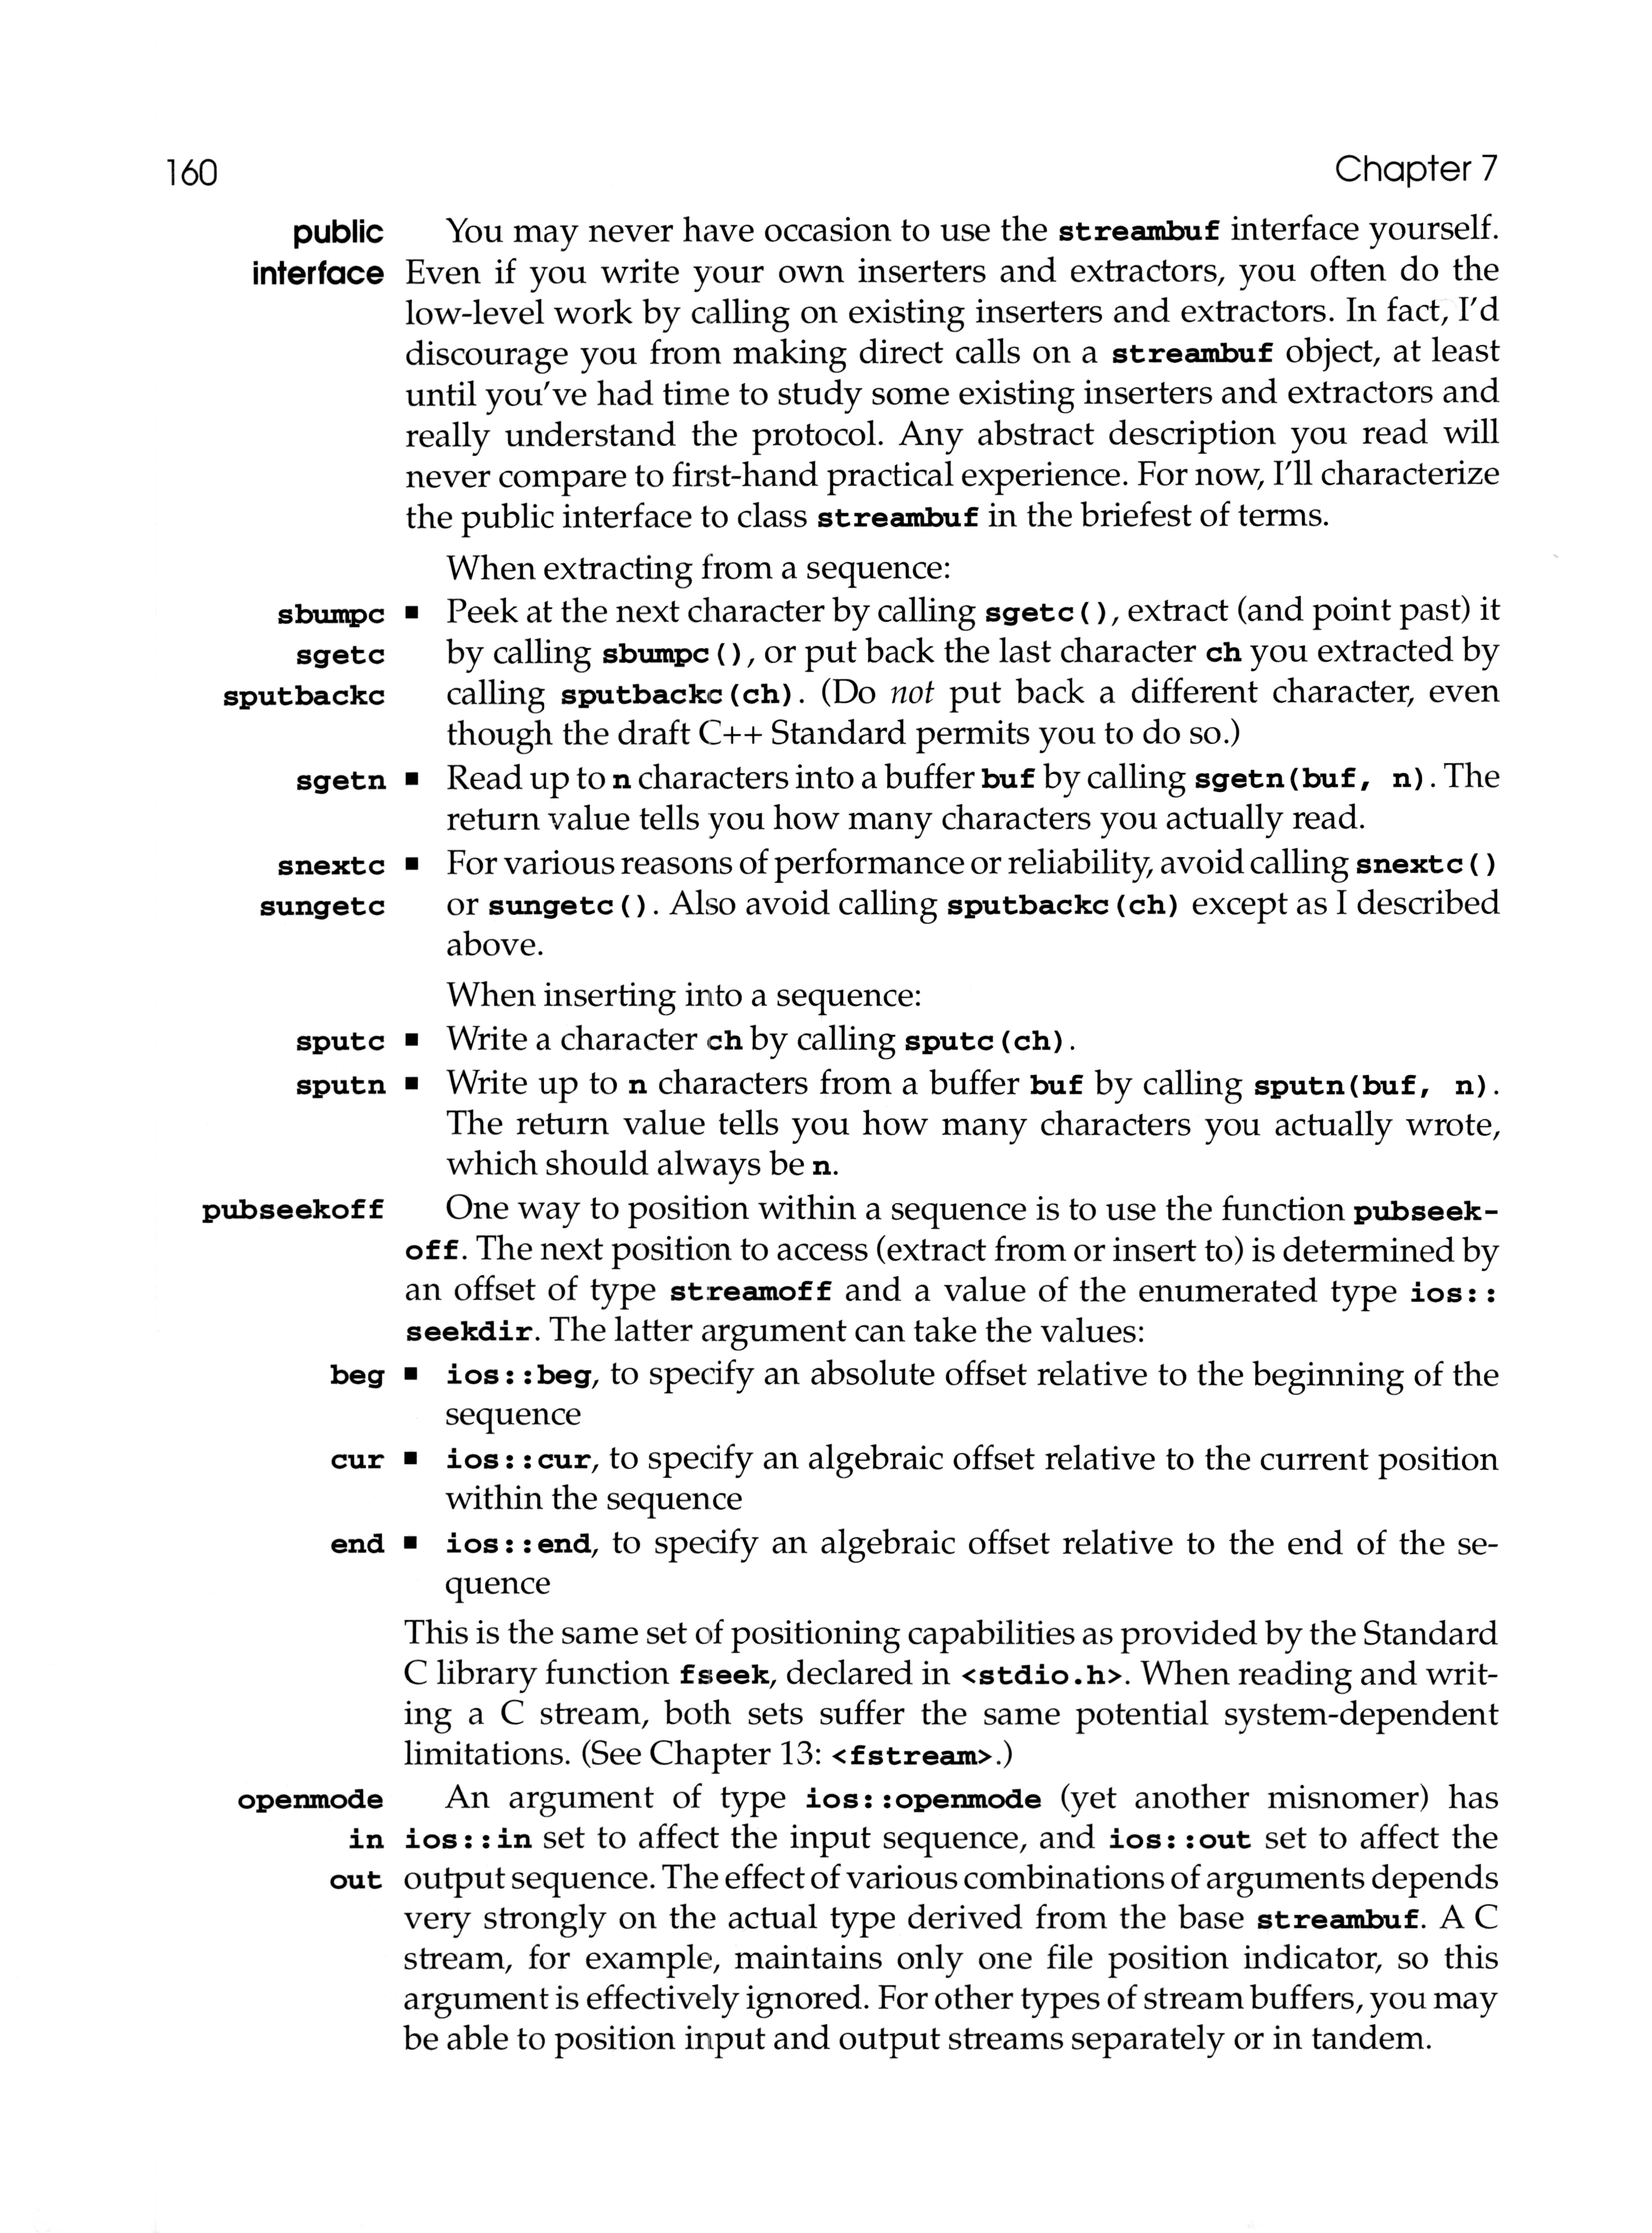 160 Chapter 7
public You may never have occasion to use the streambuf interface yourself.
interface Even if you write your own inserters and extractors, you often do the
low-level work by calling on existing inserters and extractors. In fact, I'd
discourage you from making direct calls on a streambuf object, at least
until you've had time to study some existing inserters and extractors and
really understand the protocol. Any abstract description you read will
never compare to first-hand practical experience. For now, I'll characterize
the public interface to class streambuf in the briefest of terms.
When extracting from a sequence:
sbumpc ■ Peek at the next character by calling sgetc(), extract (and point past) it
sgetc by calling sbumpc(), or put back the last character ch you extracted by
sputbackc calling sputbackc(ch). (Do not put back a different character, even
though the draft C++ Standard permits you to do so.)
sgetn ■ Read up to n characters into a buffer buf by calling sgetn(buf, n). The
return value tells you how many characters you actually read.
snextc ■ For various reasons of performance or reliability, avoid calling snextc()
sungetc or sungetc(). Also avoid calling sputbackc(ch) except as I described
above.
When inserting into a sequence:
sputc ■ Write a character ch by calling sputc(ch).
sputn ■ Write up to n characters from a buffer buf by calling sputn(buf, n).
The return value tells you how many characters you actually wrote,
which should always be n.
pubseekoff One way to position within a sequence is to use the function pubseek-
off. The next position to access (extract from or insert to) is determined by
an offset of type streamoff and a value of the enumerated type ios::
seekdir. The latter argument can take the values:
beg ■ ios::beg, to specify an absolute offset relative to the beginning of the
sequence
cur ■ ios::cur, to specify an algebraic offset relative to the current position
within the sequence
end ■ ios::end, to specify an algebraic offset relative to the end of the se-
quence
This is the same set of positioning capabilities as provided by the Standard
C library function fseek, declared in <stdio.h>. When reading and writ-
ing a C stream, both sets suffer the same potential system-dependent
limitations. (See Chapter 13: <fstream>.)
openmode An argument of type ios::openmode (yet another misnomer) has
in ios::in set to affect the input sequence, and ios::out set to affect the
out output sequence. The effect of various combinations of arguments depends
very strongly on the actual type derived from the base streambuf. A C
stream, for example, maintains only one file position indicator, so this
argument is effectively ignored. For other types of stream buffers, you may
be able to position input and output streams separately or in tandem.